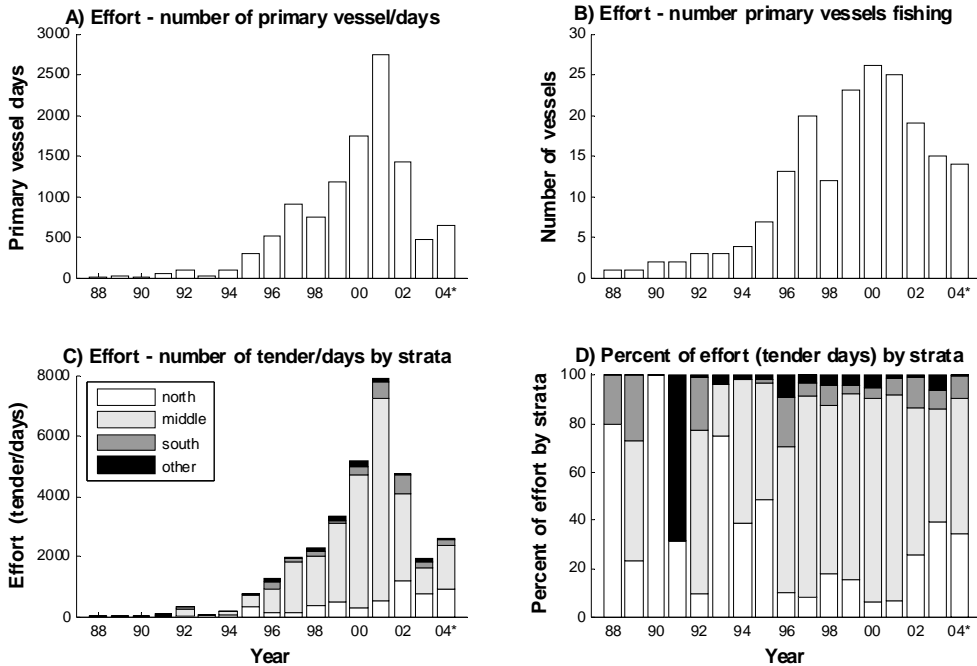 A) Effort - number of primary vessel/days
Primary vessel days
3000
2500
2000
1500
1000
500
0
88 90 92 94 96 98 00 02 04*
B) Effort - number primary vessels fishing
Number of vessels
30
25
20
15
10
5
0
88 90 92 94 96 98 00 02 04*
C) Effort - number of tender/days by strata
Effort (tender/days)
8000
6000
4000
2000
0
north
middle
south
other
88 90 92 94 96 98 00 02 04*
Year
D) Percent of effort (tender days) by strata
Percent of effort by strata
100
80
60
40
20
0
88 90 92 94 96 98 00 02 04*
Year